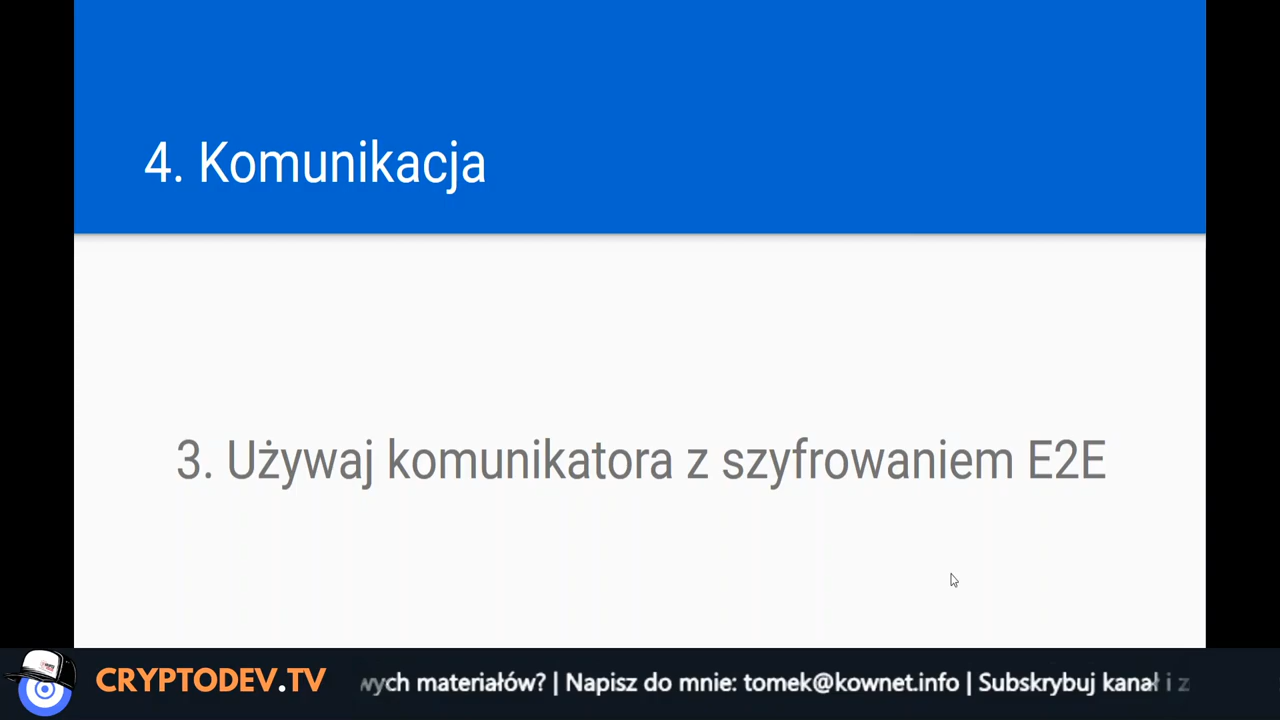 4. Komunikacja
3. Używaj komunikatora z szyfrowaniem E2E
CRYPTODEV.TV
wych materiałów? | Napisz do mnie: tomek@kownet.info | Subskrybuj kanał i z